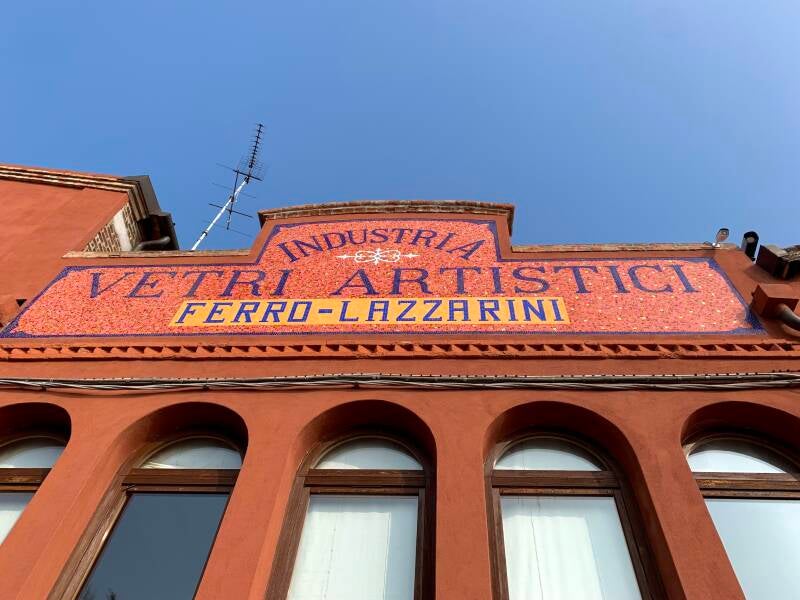 INDUSTRIA
VETRI ARTISTICI
FERRO-LAZZARINI